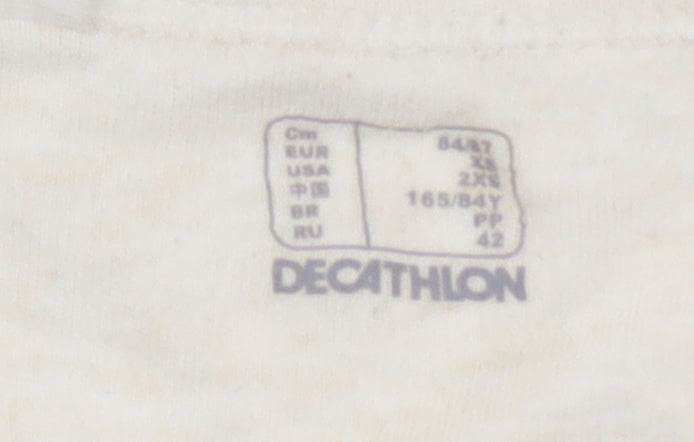 Cm 84/87
EUR XS
USA 2XS
中国 165/84Y
BR PP
RU 42
DECATHLON